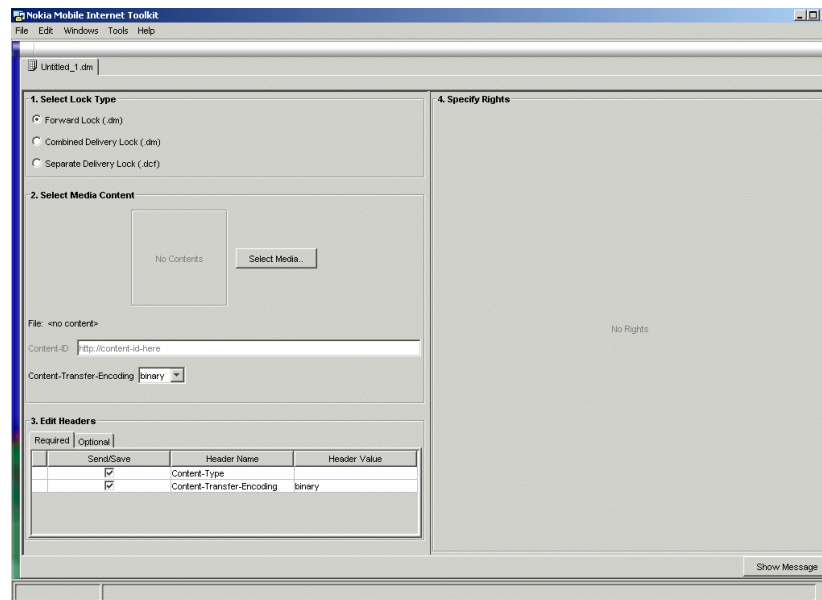 Nokia Mobile Internet Toolkit
File Edit Windows Tools Help
Untitled_1.dm
1. Select Lock Type
Forward Lock (.dm)
Combined Delivery Lock (.dm)
Separate Delivery Lock (.dcf)
2. Select Media Content
No Contents
Select Media..
File: <no content>
Content-ID http://content-id-here
Content-Transfer-Encoding binary
3. Edit Headers
Required Optional
Send/Save Header Name Header Value
Content-Type
Content-Transfer-Encoding binary
4. Specify Rights
No Rights
Show Message